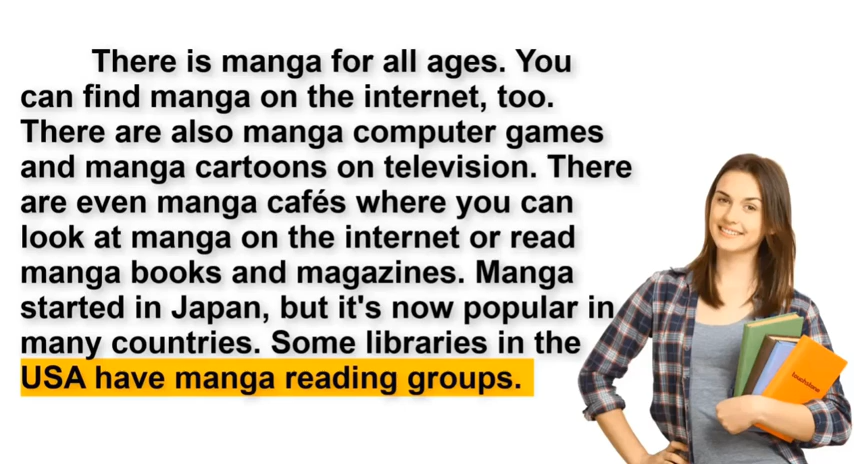 There is manga for all ages. You
can find manga on the internet, too.
There are also manga computer games
and manga cartoons on television. There
are even manga cafés where you can
look at manga on the internet or read
manga books and magazines. Manga
started in Japan, but it's now popular in
many countries. Some libraries in the
USA have manga reading groups.